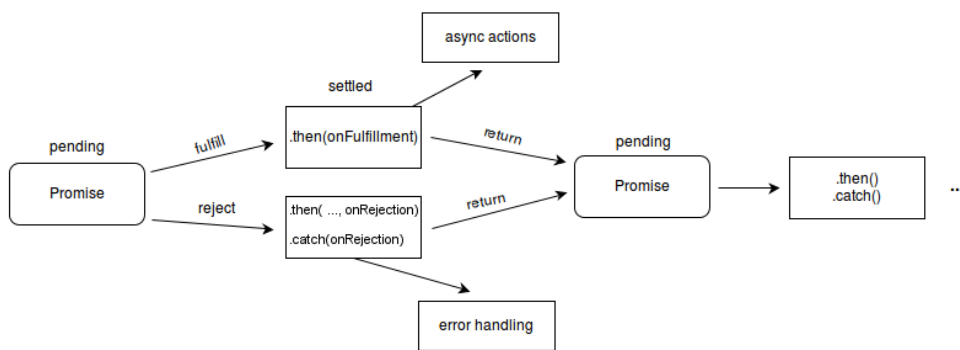 async actions
settled
.then(onFulfillment)
fulfill
return
pending
pending
Promise
Promise
.then()
.catch()
..
reject
.then( ..., onRejection)
.catch(onRejection)
return
error handling